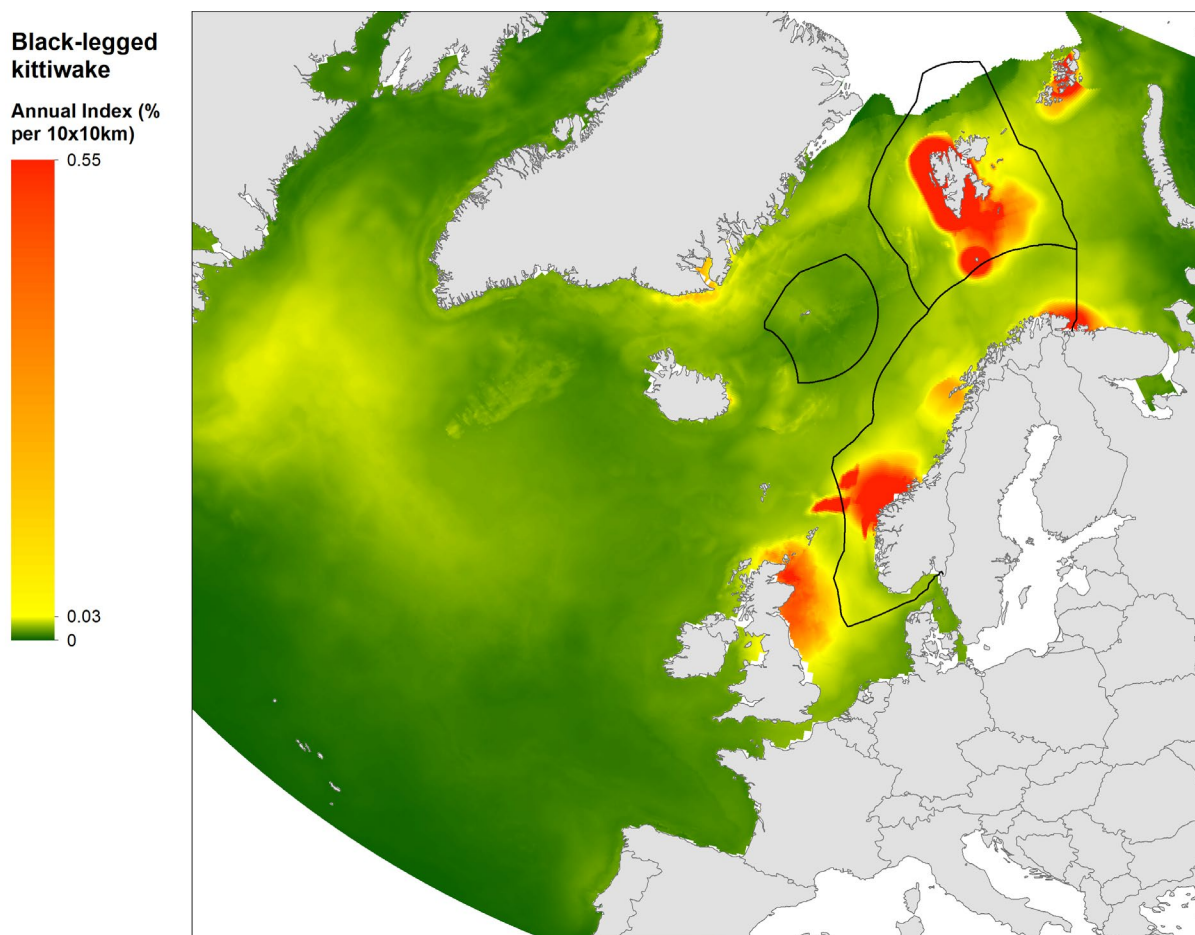 Black-legged
kittiwake
Annual Index (%
per 10x10km)
0.55
0.03
0